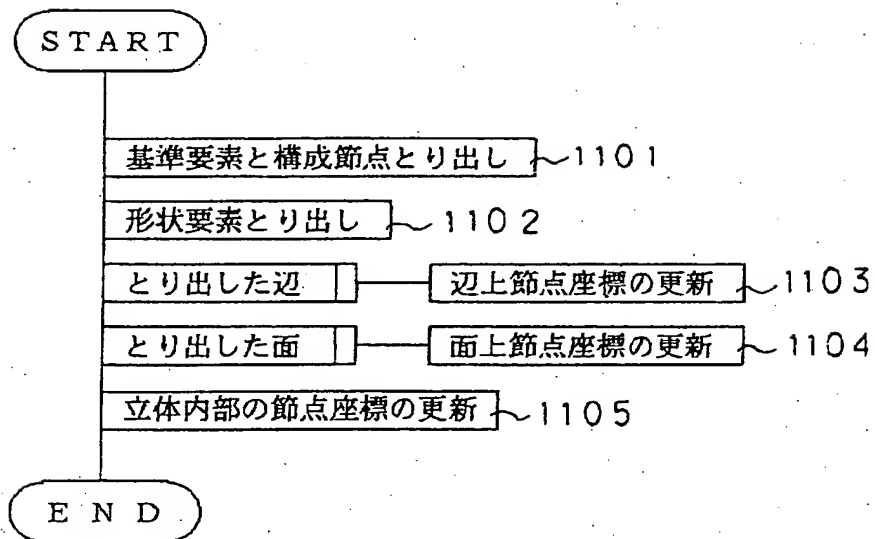 START
基準要素と構成節点とり出し 1101
形状要素とり出し 1102
とり出した辺 辺上節点座標の更新 1103
とり出した面 面上節点座標の更新 1104
立体内部の節点座標の更新 1105
END